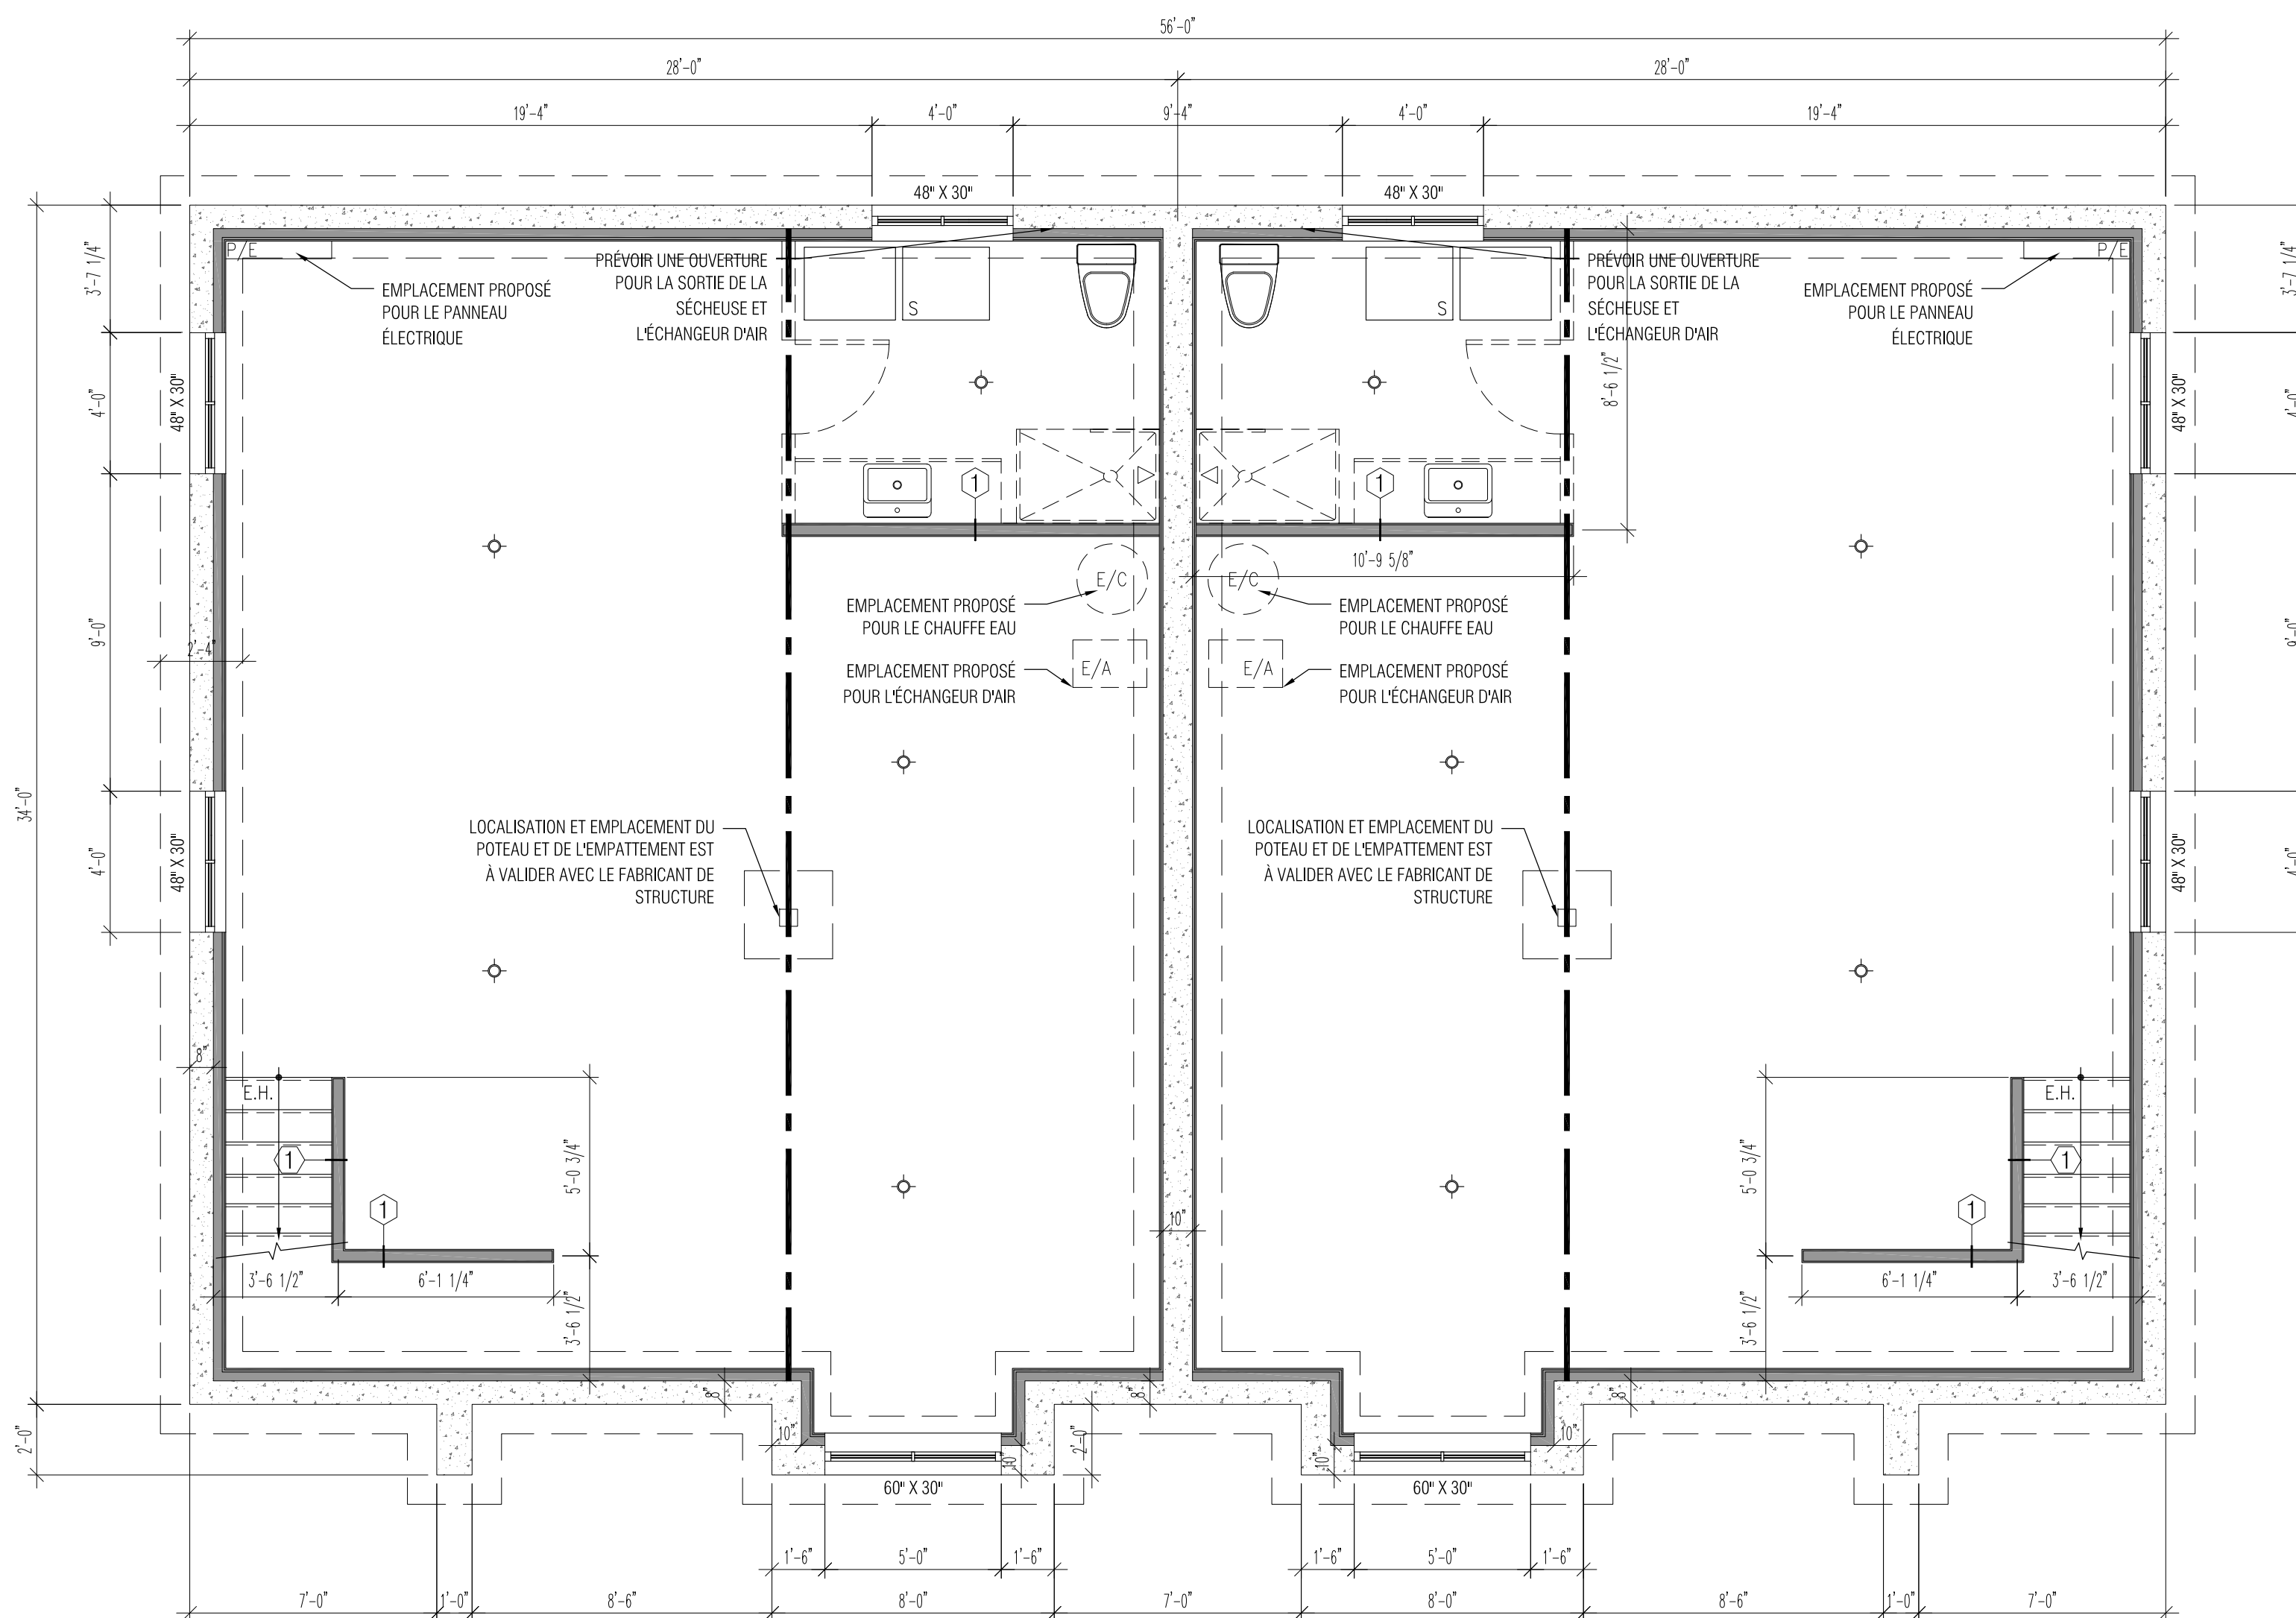 56'-0"
28'-0"
28'-0"
19'-4"
4'-0"
9'-4"
4'-0"
19'-4"
48" X 30"
48" X 30"
P/E
EMPLACEMENT PROPOSÉ
POUR LE PANNEAU
ÉLECTRIQUE
PRÉVOIR UNE OUVERTURE
POUR LA SORTIE DE LA
SÉCHEUSE ET
L'ÉCHANGEUR D'AIR
S
S
PRÉVOIR UNE OUVERTURE
POUR LA SORTIE DE LA
SÉCHEUSE ET
L'ÉCHANGEUR D'AIR
EMPLACEMENT PROPOSÉ
POUR LE PANNEAU
ÉLECTRIQUE
P/E
3'-7 1/4"
4'-0"
9'-0"
4'-0"
34'-0"
2'-0"
48" X 30"
48" X 30"
2'-4"
8"
8'-6 1/2"
10'-9 5/8"
1
1
E/C
EMPLACEMENT PROPOSÉ
POUR LE CHAUFFE EAU
E/A
EMPLACEMENT PROPOSÉ
POUR L'ÉCHANGEUR D'AIR
E/C
EMPLACEMENT PROPOSÉ
POUR LE CHAUFFE EAU
E/A
EMPLACEMENT PROPOSÉ
POUR L'ÉCHANGEUR D'AIR
3'-7 1/4"
4'-0"
9'-0"
4'-0"
48" X 30"
48" X 30"
LOCALISATION ET EMPLACEMENT DU
POTEAU ET DE L'EMPATTEMENT EST
À VALIDER AVEC LE FABRICANT DE
STRUCTURE
LOCALISATION ET EMPLACEMENT DU
POTEAU ET DE L'EMPATTEMENT EST
À VALIDER AVEC LE FABRICANT DE
STRUCTURE
E.H.
1
1
5'-0 3/4"
3'-6 1/2"
6'-1 1/4"
3'-6 1/2"
10"
E.H.
1
1
5'-0 3/4"
6'-1 1/4"
3'-6 1/2"
3'-6 1/2"
8"
8"
8"
10"
10"
2'-0"
10"
10"
60" X 30"
60" X 30"
1'-6"
5'-0"
1'-6"
1'-6"
5'-0"
1'-6"
7'-0"
1'-0"
8'-6"
8'-0"
7'-0"
8'-0"
8'-6"
1'-0"
7'-0"